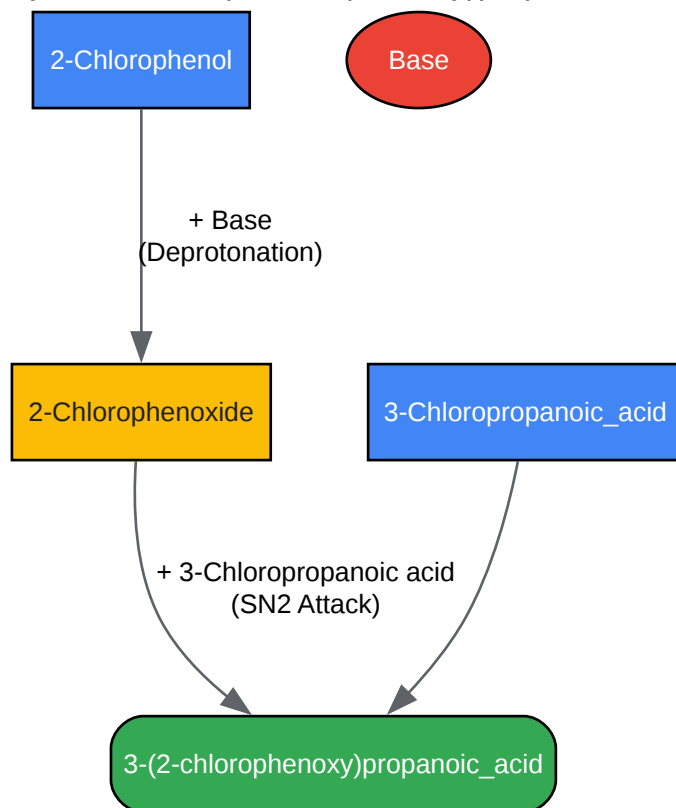 2-Chlorophenol
Base
+ Base
(Deprotonation)
2-Chlorophenoxide
3-Chloropropanoic_acid
+ 3-Chloropropanoic acid
(SN2 Attack)
3-(2-chlorophenoxy)propanoic_acid